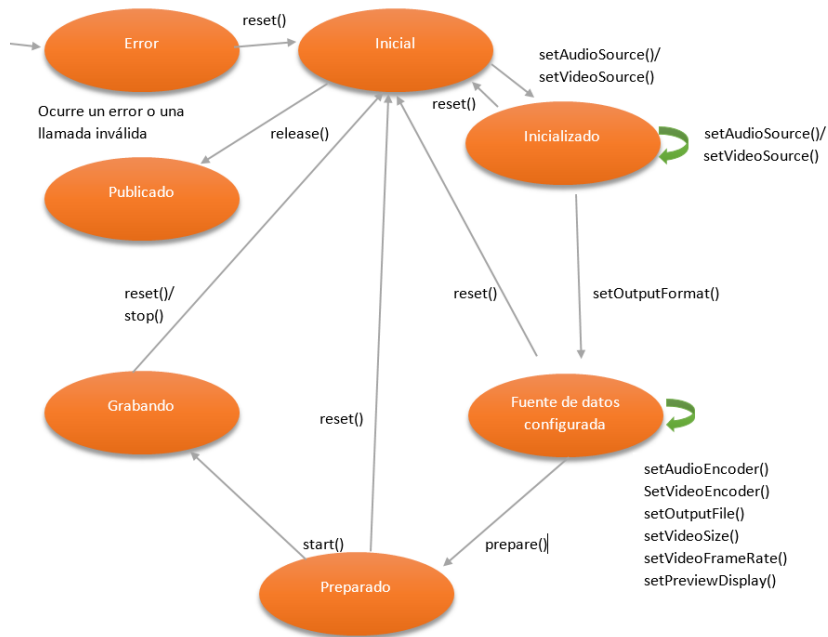 reset()
Error
Inicial
setAudioSource()/
setVideoSource()
reset()
Ocurre un error o una
llamada inválida
release()
Inicializado
setAudioSource()/
setVideoSource()
Publicado
reset()/
stop()
reset()
setOutputFormat()
Grabando
reset()
Fuente de datos
configurada
setAudioEncoder()
SetVideoEncoder()
setOutputFile()
setVideoSize()
setVideoFrameRate()
setPreviewDisplay()
start()
prepare()
Preparado